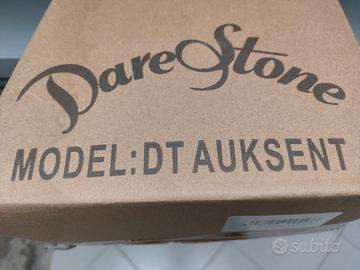 DareStone
MODEL:DT AUKSENT
subito